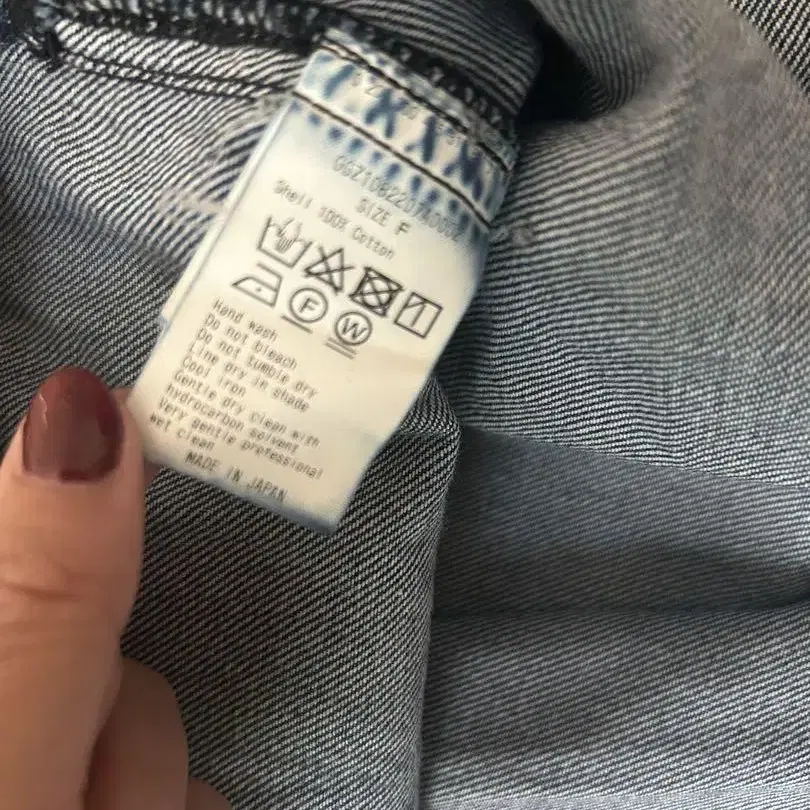 SIZE F
Shell 100% Cotton
F W
Hand wash
Do not bleach
Do not tumble dry
Line dry in shade
Cool iron
Gentle dry clean with
hydrocarbon solvent
Very gentle professional
wet clean
MADE IN JAPAN